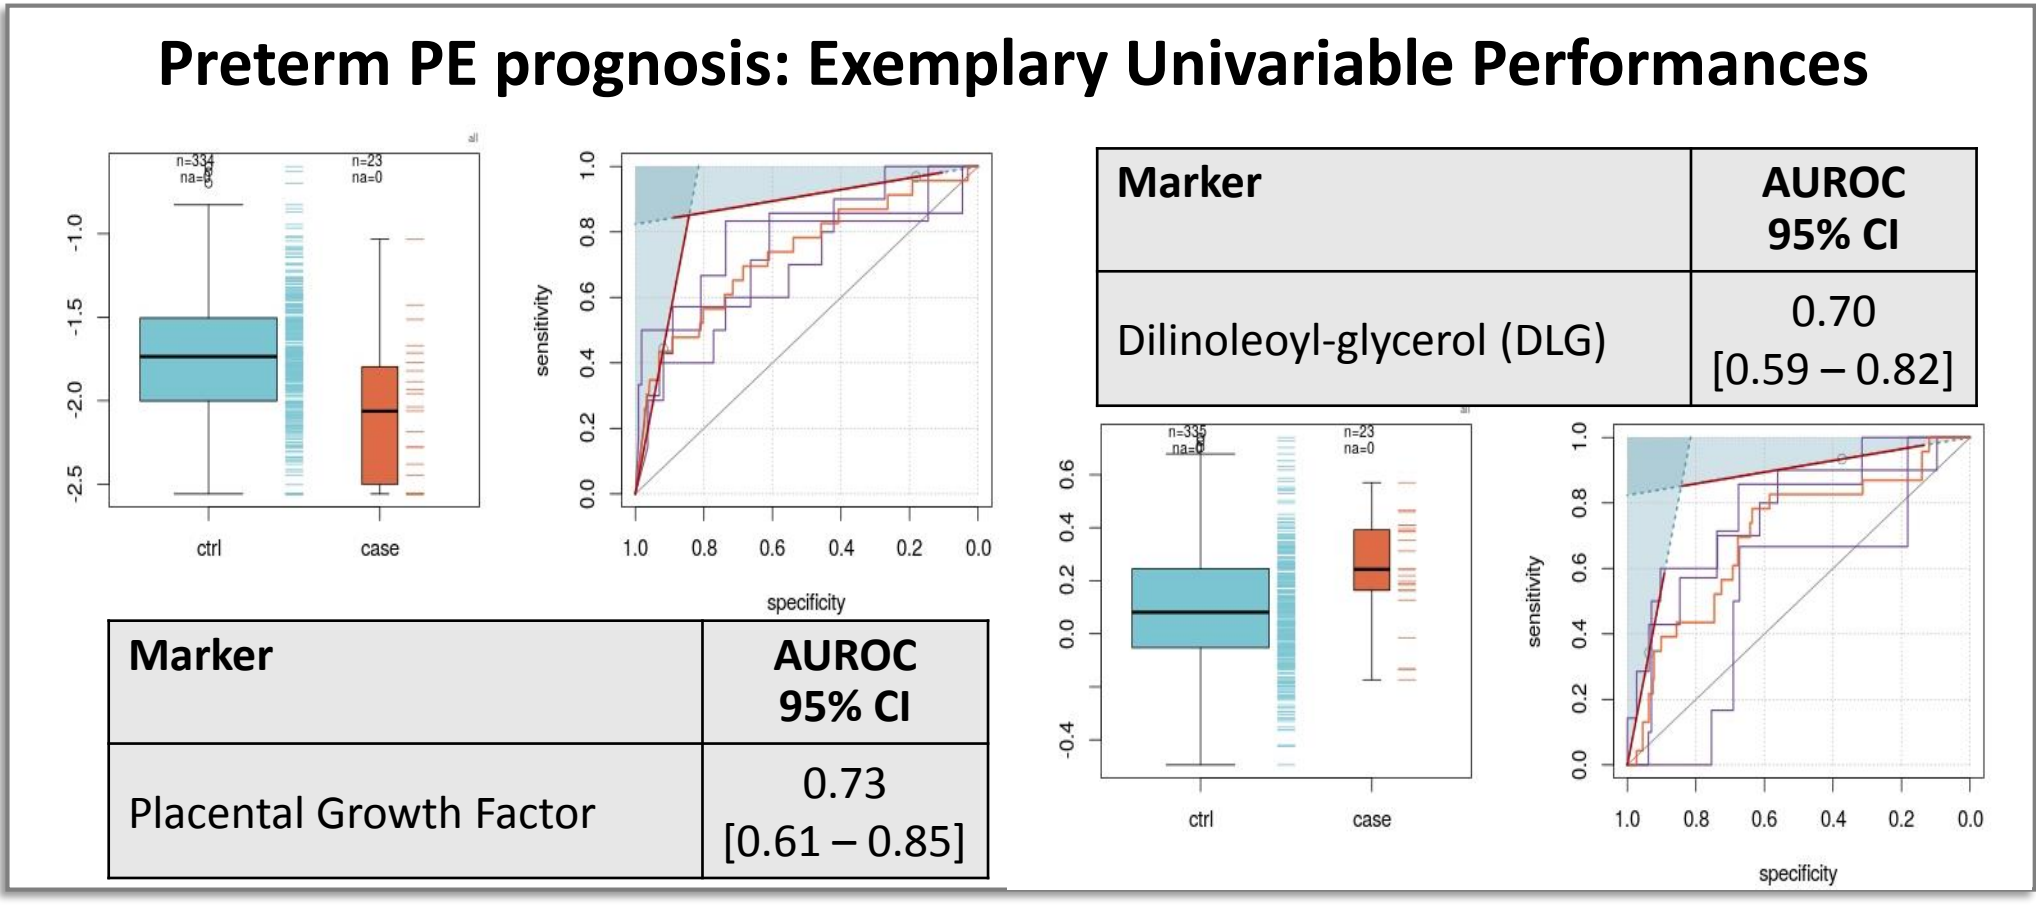 Preterm PE prognosis: Exemplary Univariable Performances
all
n=334
na=0
n=23
na=0
-1.0
-1.5
-2.0
-2.5
ctrl
case
sensitivity
1.0
0.8
0.6
0.4
0.2
0.0
1.0 0.8 0.6 0.4 0.2 0.0
specificity
Marker
AUROC
95% CI
Placental Growth Factor
0.73
[0.61 – 0.85]
Marker
AUROC
95% CI
Dilinoleoyl-glycerol (DLG)
0.70
[0.59 – 0.82]
all
n=335
na=0
n=23
na=0
0.6
0.4
0.2
0.0
-0.4
ctrl
case
sensitivity
1.0
0.8
0.6
0.4
0.2
0.0
1.0 0.8 0.6 0.4 0.2 0.0
specificity